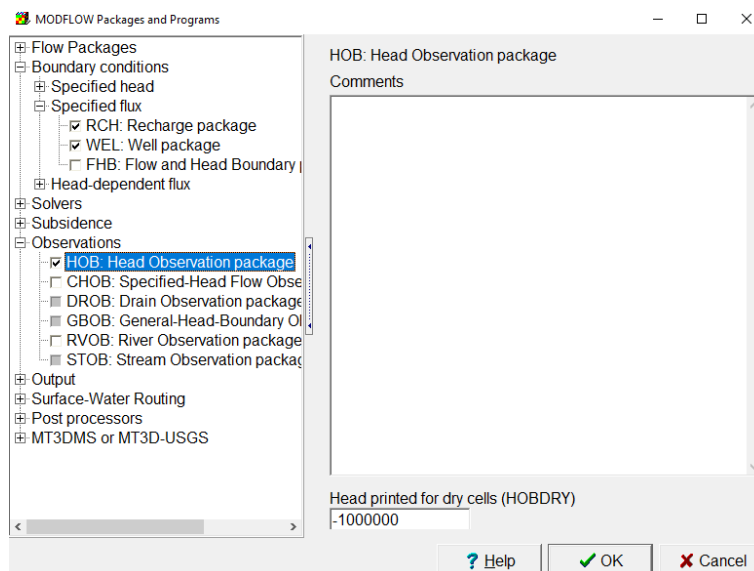 MODFLOW Packages and Programs
Flow Packages
Boundary conditions
Specified head
Specified flux
RCH: Recharge package
WEL: Well package
FHB: Flow and Head Boundary
Head-dependent flux
Solvers
Subsidence
Observations
HOB: Head Observation package
CHOB: Specified-Head Flow Obse
DROB: Drain Observation package
GBOB: General-Head-Boundary O
RVOB: River Observation package
STOB: Stream Observation packag
Output
Surface-Water Routing
Post processors
MT3DMS or MT3D-USGS
HOB: Head Observation package
Comments
Head printed for dry cells (HOBDRY)
-1000000
? Help
OK
Cancel